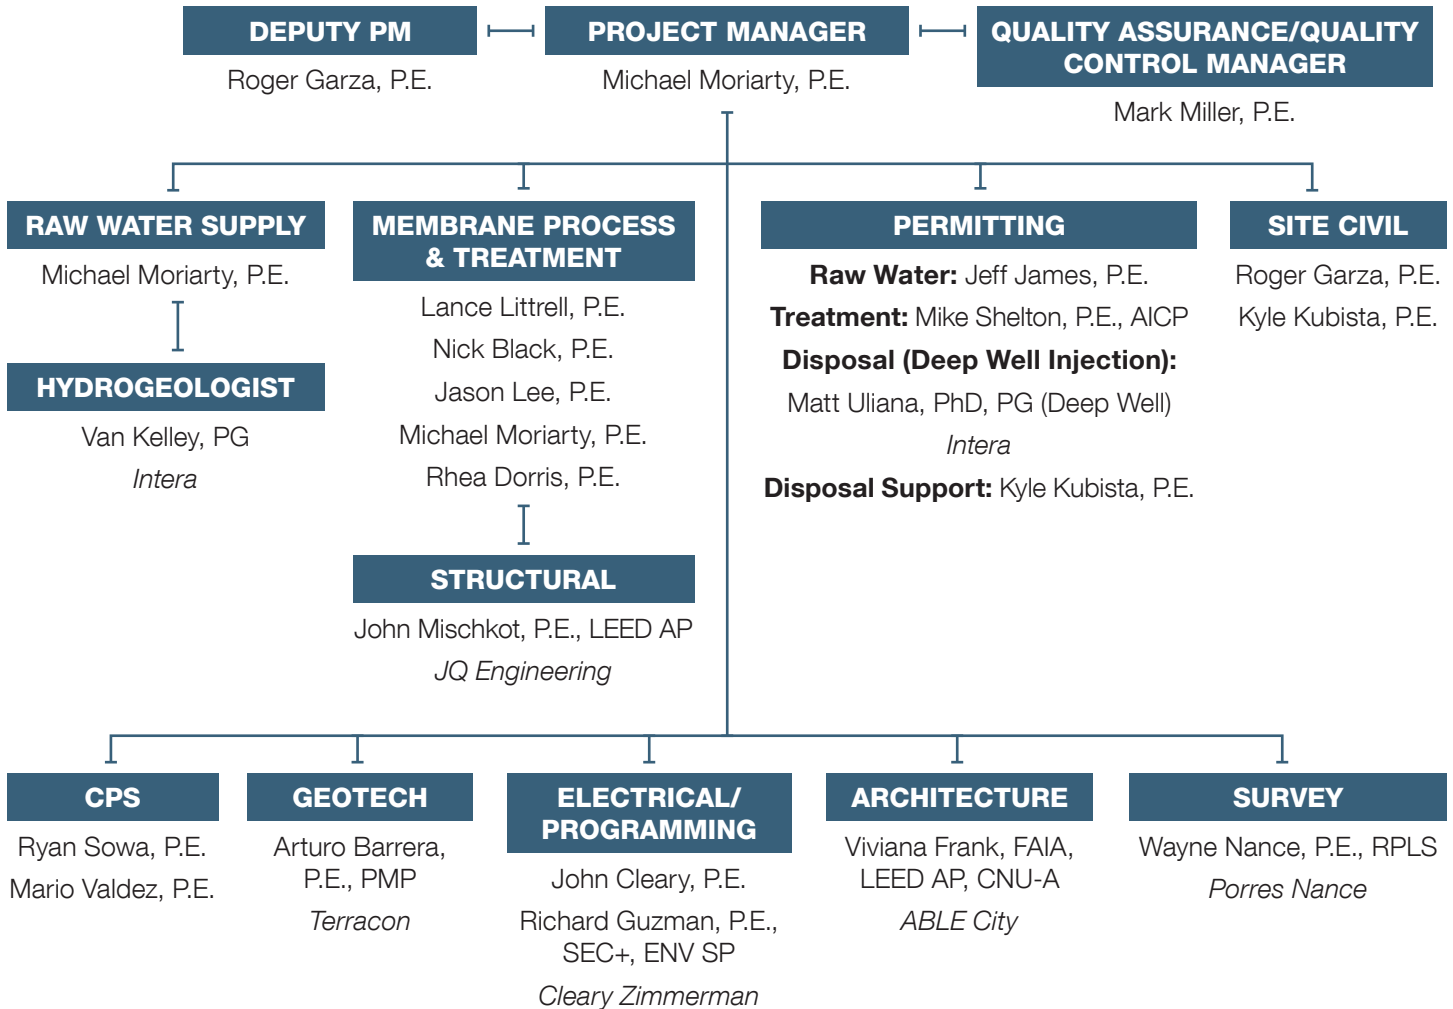 DEPUTY PM
Roger Garza, P.E.
PROJECT MANAGER
Michael Moriarty, P.E.
QUALITY ASSURANCE/QUALITY
CONTROL MANAGER
Mark Miller, P.E.
RAW WATER SUPPLY
Michael Moriarty, P.E.
HYDROGEOLOGIST
Van Kelley, PG
Intera
MEMBRANE PROCESS
& TREATMENT
Lance Littrell, P.E.
Nick Black, P.E.
Jason Lee, P.E.
Michael Moriarty, P.E.
Rhea Dorris, P.E.
STRUCTURAL
John Mischkot, P.E., LEED AP
JQ Engineering
PERMITTING
Raw Water: Jeff James, P.E.
Treatment: Mike Shelton, P.E., AICP
Disposal (Deep Well Injection):
Matt Uliana, PhD, PG (Deep Well)
Intera
Disposal Support: Kyle Kubista, P.E.
SITE CIVIL
Roger Garza, P.E.
Kyle Kubista, P.E.
CPS
Ryan Sowa, P.E.
Mario Valdez, P.E.
GEOTECH
Arturo Barrera,
P.E., PMP
Terracon
ELECTRICAL/
PROGRAMMING
John Cleary, P.E.
Richard Guzman, P.E.,
SEC+, ENV SP
Cleary Zimmerman
ARCHITECTURE
Viviana Frank, FAIA,
LEED AP, CNU-A
ABLE City
SURVEY
Wayne Nance, P.E., RPLS
Porres Nance